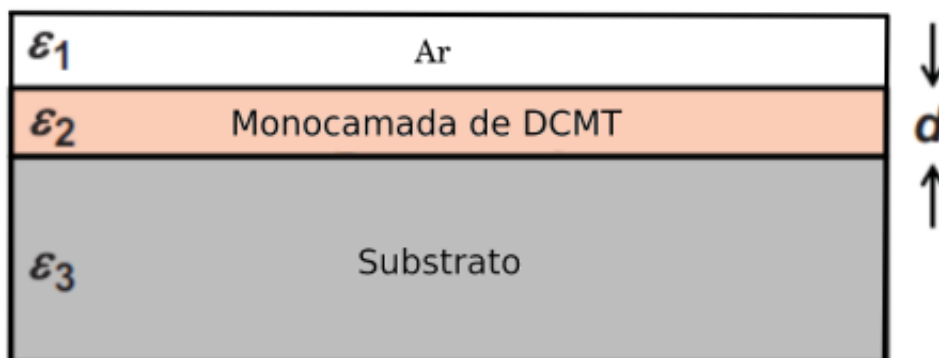 ε1 Ar
ε2 Monocamada de DCMT
d
ε3 Substrato